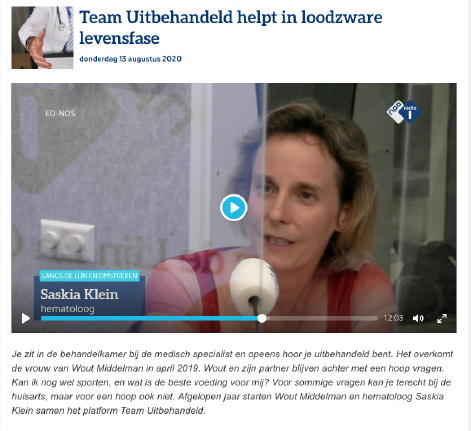 Team Uitbehandeld helpt in loodzware
levensfase
donderdag 13 augustus 2020
EO-NOS
npo radio
1
LANGS DE LIJN EN OMSTREKEN
Saskia Klein
hematoloog
12:03
Je zit in de behandelkamer bij de medisch specialist en opeens hoor je uitbehandeld bent. Het overkomt
de vrouw van Wout Middelman in april 2019. Wout en zijn partner blijven achter met een hoop vragen.
Kan ik nog wel sporten, en wat is de beste voeding voor mij? Voor sommige vragen kan je terecht bij de
huisarts, maar voor een hoop ook niet. Afgelopen jaar starten Wout Middelman en hematoloog Saskia
Klein samen het platform Team Uitbehandeld.